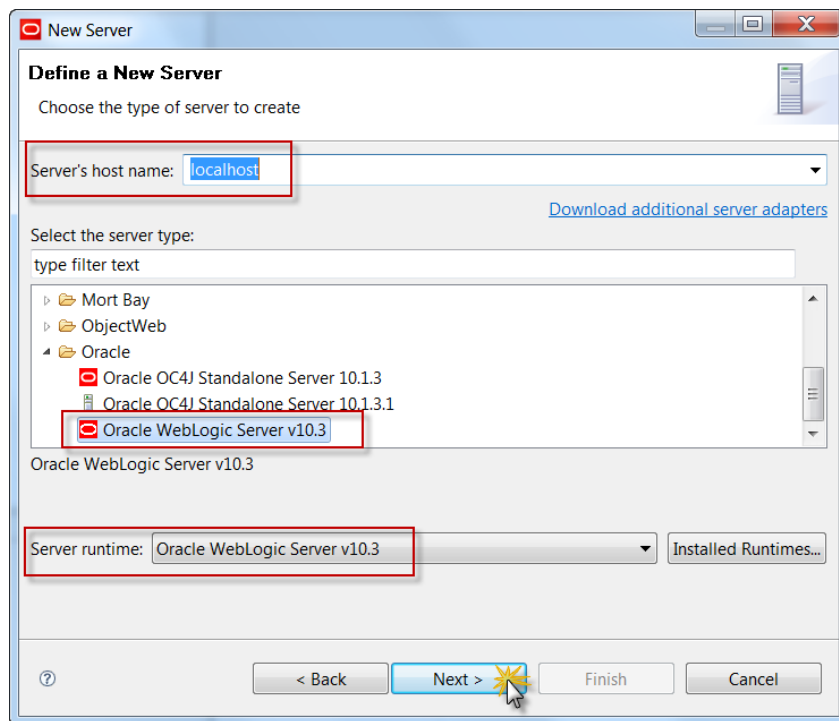 New Server
Define a New Server
Choose the type of server to create
Server's host name: localhost
Download additional server adapters
Select the server type:
type filter text
Mort Bay
ObjectWeb
Oracle
Oracle OC4J Standalone Server 10.1.3
Oracle OC4J Standalone Server 10.1.3.1
Oracle WebLogic Server v10.3
Oracle WebLogic Server v10.3
Server runtime: Oracle WebLogic Server v10.3 Installed Runtimes...
? < Back Next > Finish Cancel